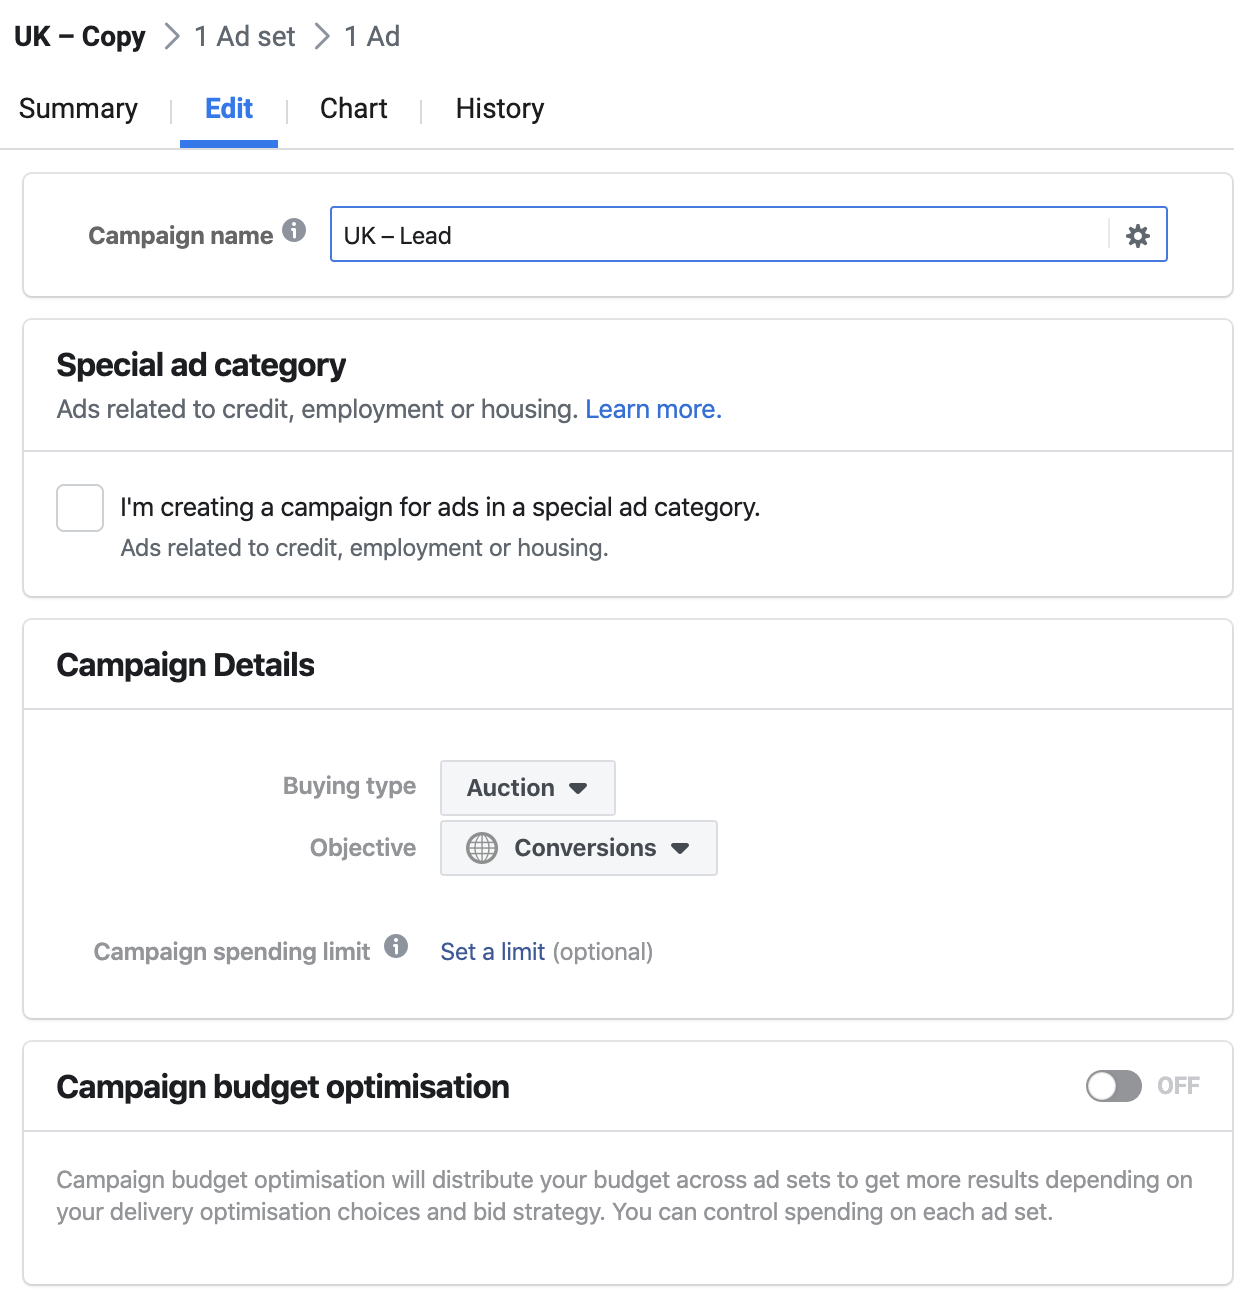 UK – Copy > 1 Ad set > 1 Ad
Summary | Edit | Chart | History
Campaign name UK – Lead
Special ad category
Ads related to credit, employment or housing. Learn more.
I'm creating a campaign for ads in a special ad category.
Ads related to credit, employment or housing.
Campaign Details
Buying type Auction
Objective Conversions
Campaign spending limit Set a limit (optional)
Campaign budget optimisation OFF
Campaign budget optimisation will distribute your budget across ad sets to get more results depending on
your delivery optimisation choices and bid strategy. You can control spending on each ad set.